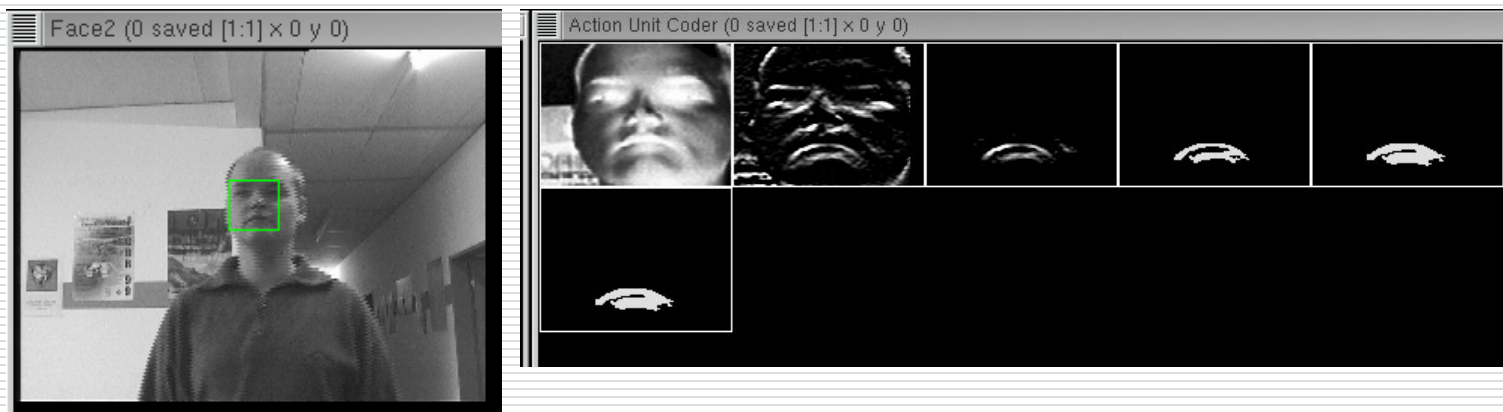 Face2 (0 saved [1:1] x 0 y 0)
Action Unit Coder (0 saved [1:1] x 0 y 0)